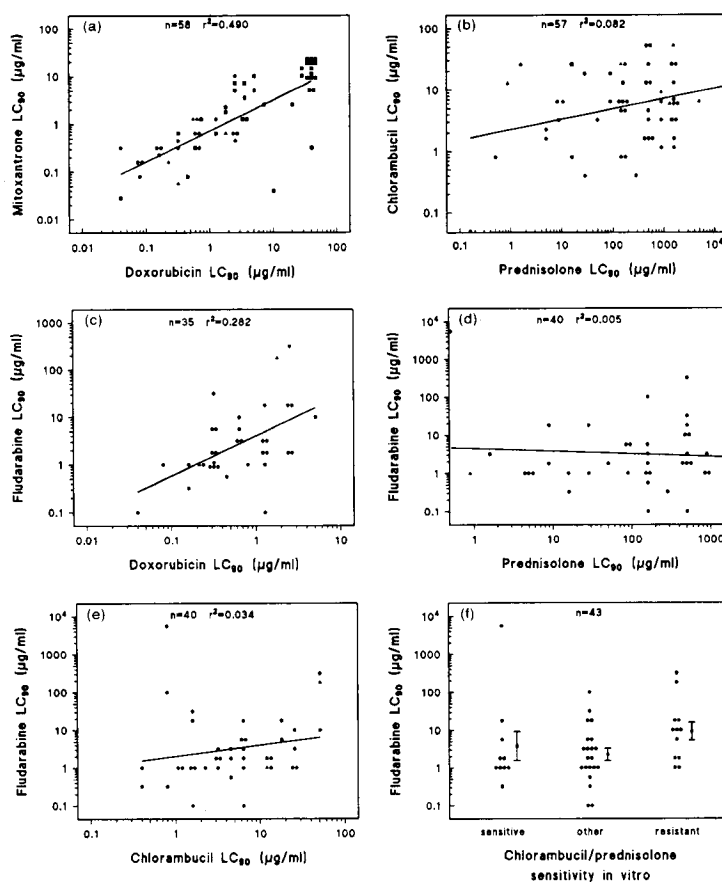 (a) n=58 r²=0.490
Mitoxantrone LC₉₀ (µg/ml)
100
10
1
0.1
0.01
0.01 0.1 1 10 100
Doxorubicin LC₉₀ (µg/ml)
(b) n=57 r²=0.082
Chlorambucil LC₉₀ (µg/ml)
100
10
1
0.1
0.1 1 10 100 1000 10⁴
Prednisolone LC₉₀ (µg/ml)
(c) n=35 r²=0.282
Fludarabine LC₉₀ (µg/ml)
1000
100
10
1
0.1
0.01 0.1 1 10
Doxorubicin LC₉₀ (µg/ml)
(d) n=40 r²=0.005
Fludarabine LC₉₀ (µg/ml)
10⁴
1000
100
10
1
0.1
1 10 100 1000
Prednisolone LC₉₀ (µg/ml)
(e) n=40 r²=0.034
Fludarabine LC₉₀ (µg/ml)
10⁴
1000
100
10
1
0.1
0.1 1 10 100
Chlorambucil LC₉₀ (µg/ml)
(f) n=43
Fludarabine LC₉₀ (µg/ml)
10⁴
1000
100
10
1
0.1
sensitive other resistant
Chlorambucil/prednisolone
sensitivity in vitro